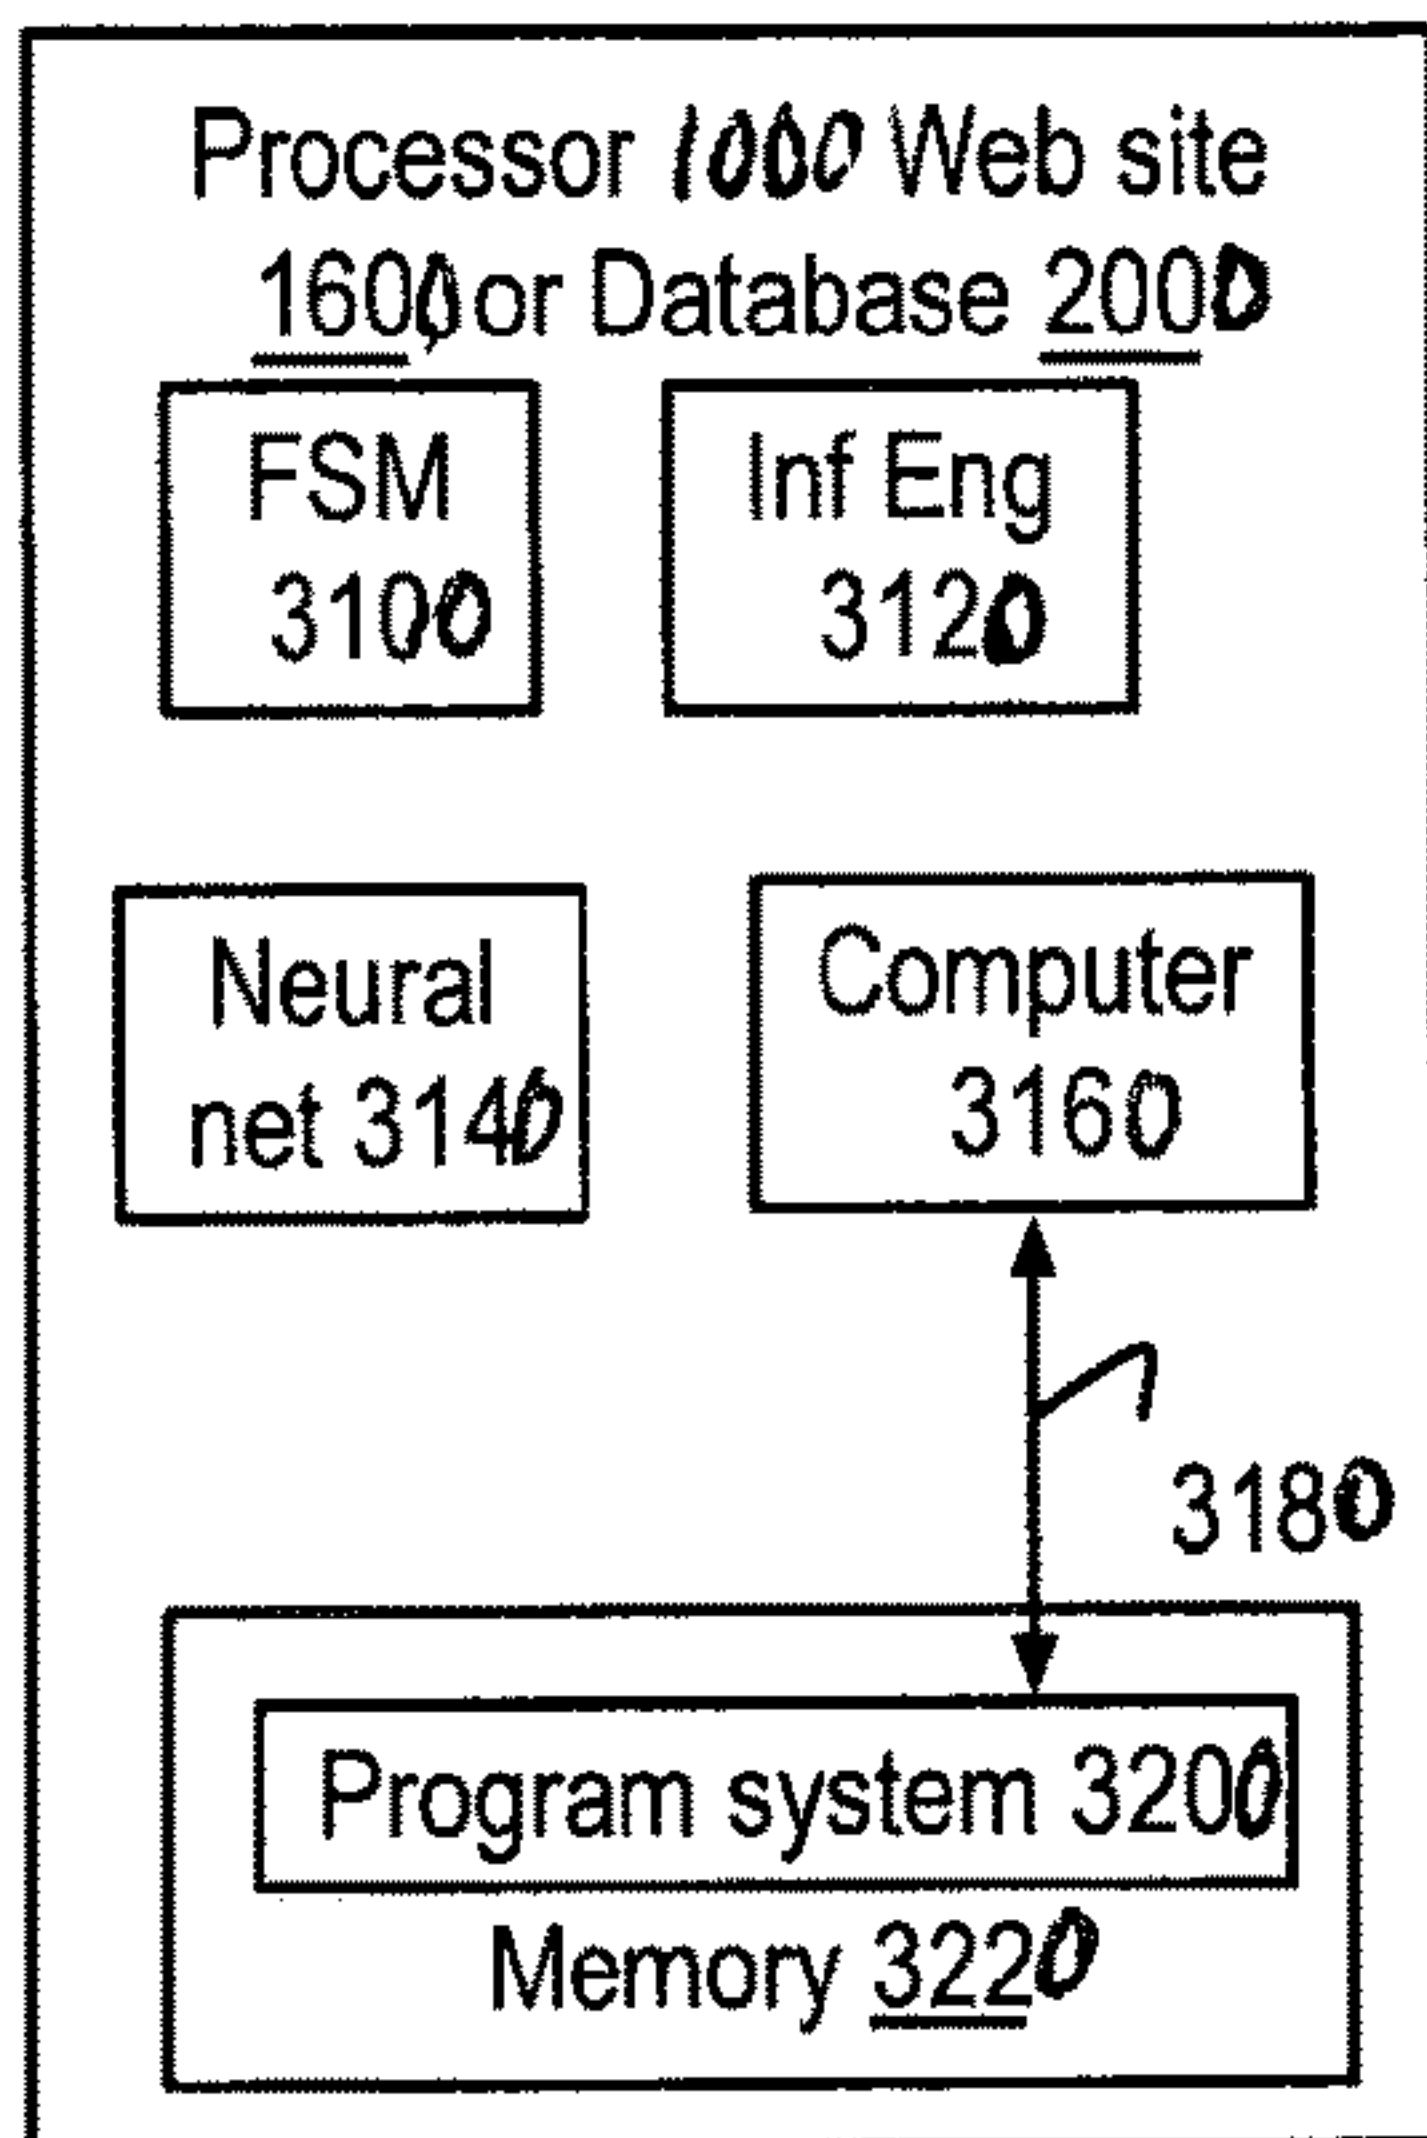 Processor 1000 Web site
1600 or Database 2000
FSM
3100
Inf Eng
3120
Neural
net 3140
Computer
3160
3180
Program system 3200
Memory 3220